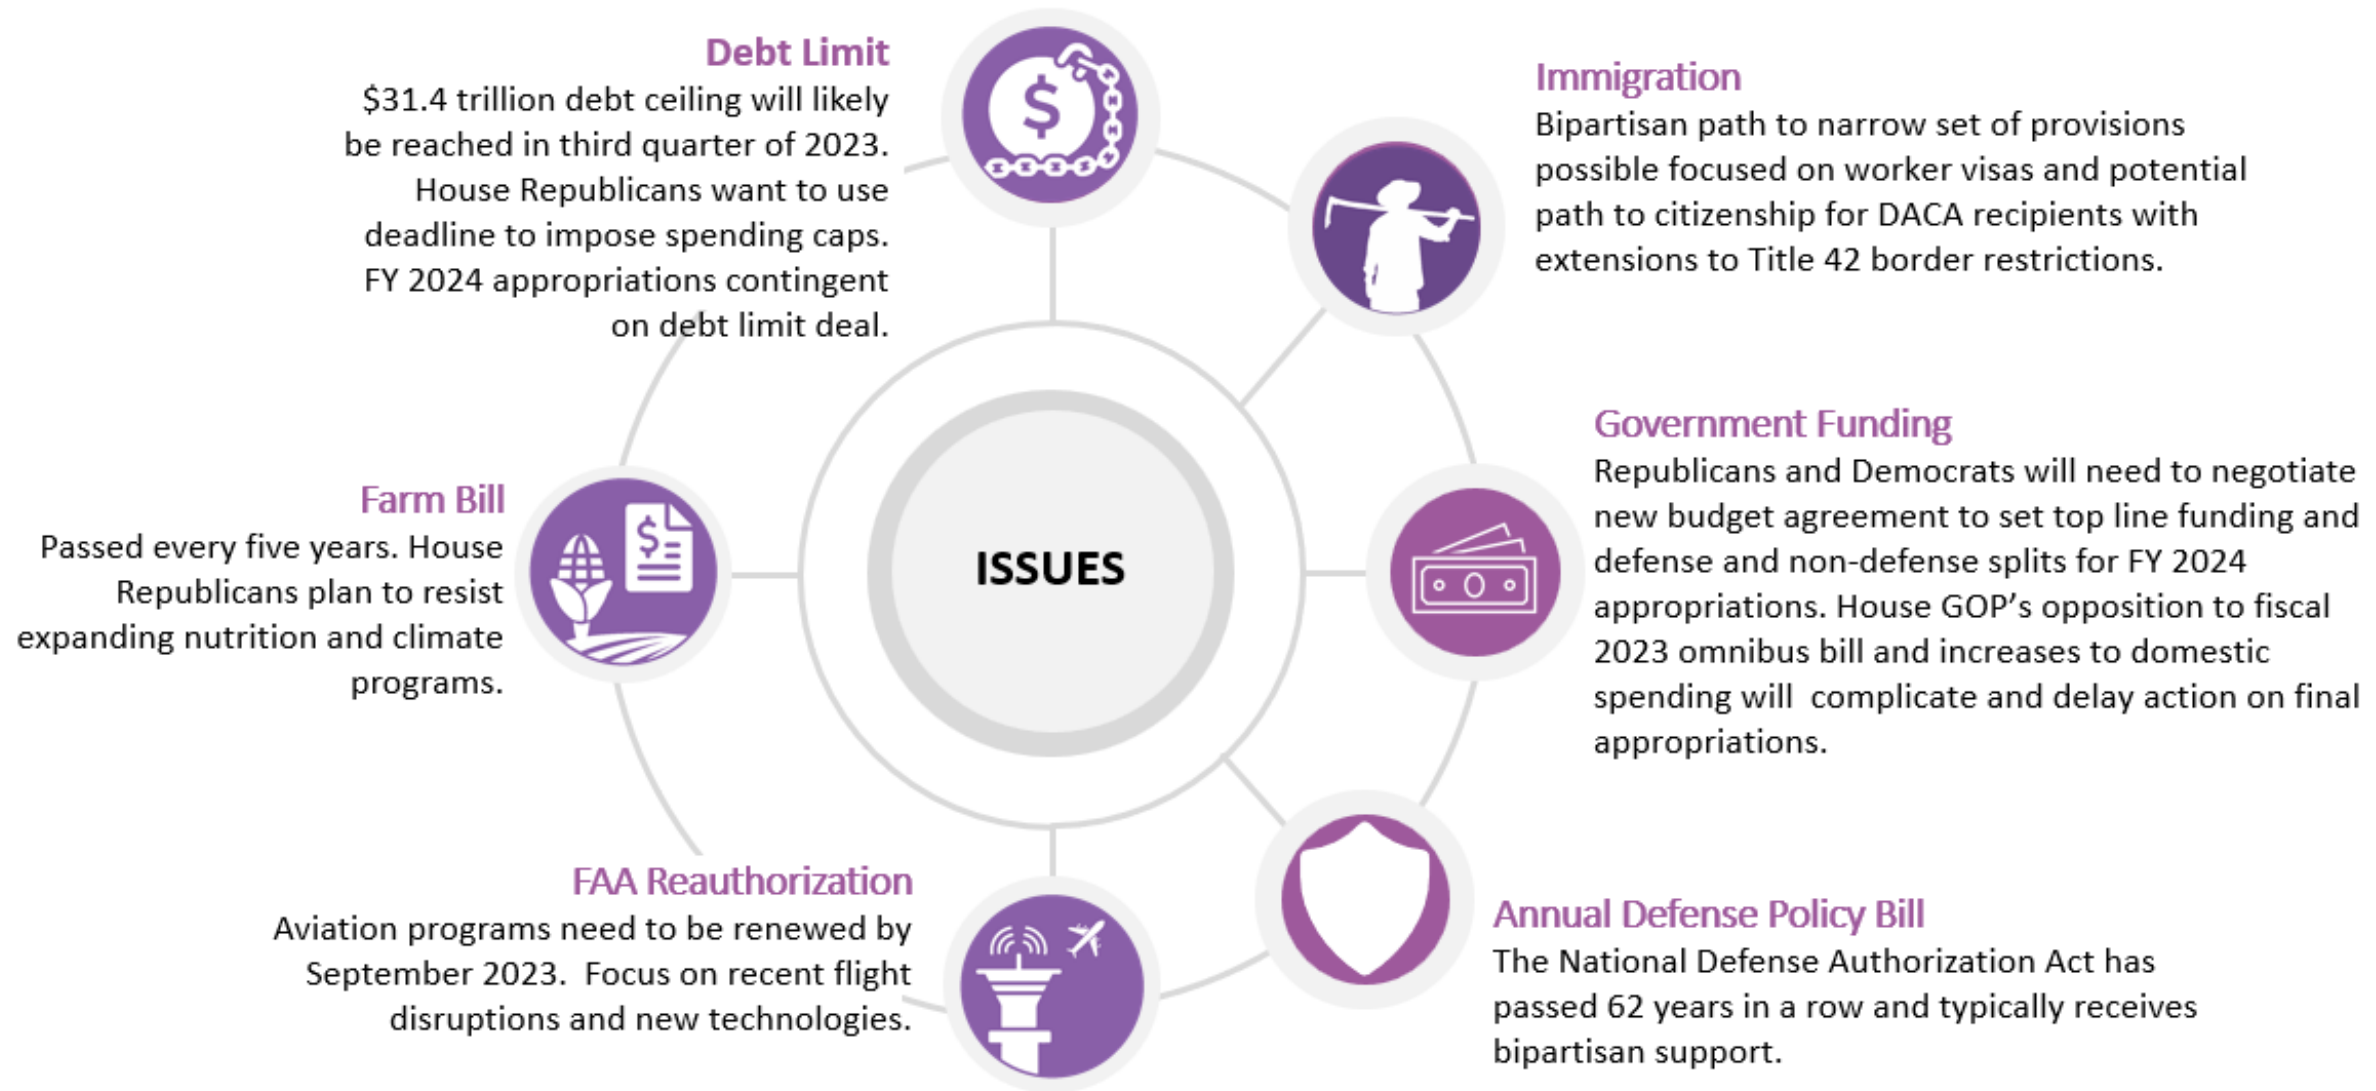 Debt Limit
$31.4 trillion debt ceiling will likely
be reached in third quarter of 2023.
House Republicans want to use
deadline to impose spending caps.
FY 2024 appropriations contingent
on debt limit deal.
Immigration
Bipartisan path to narrow set of provisions
possible focused on worker visas and potential
path to citizenship for DACA recipients with
extensions to Title 42 border restrictions.
Government Funding
Republicans and Democrats will need to negotiate
new budget agreement to set top line funding and
defense and non-defense splits for FY 2024
appropriations. House GOP’s opposition to fiscal
2023 omnibus bill and increases to domestic
spending will  complicate and delay action on final
appropriations.
Farm Bill
Passed every five years. House
Republicans plan to resist
expanding nutrition and climate
programs.
ISSUES
FAA Reauthorization
Aviation programs need to be renewed by
September 2023.  Focus on recent flight
disruptions and new technologies.
Annual Defense Policy Bill
The National Defense Authorization Act has
passed 62 years in a row and typically receives
bipartisan support.
$
$